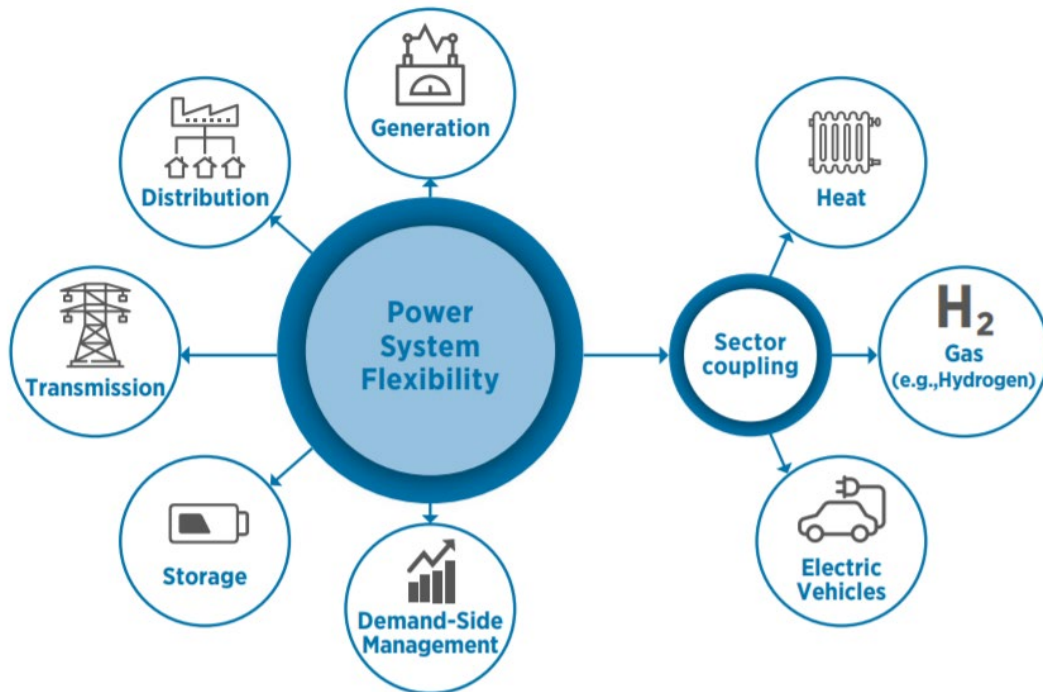 Generation
Distribution
Transmission
Storage
Demand-Side
Management
Power
System
Flexibility
Sector
coupling
Heat
H₂
Gas
(e.g.,Hydrogen)
Electric
Vehicles